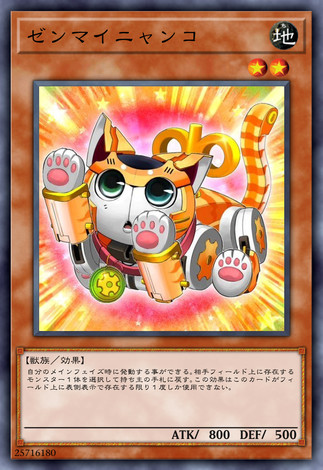 ゼンマイニャンコ
地
【獣族／効果】
自分のメインフェイズ時に発動する事ができる。相手フィールド上に存在する
モンスター１体を選択して持ち主の手札に戻す。この効果はこのカードがフィー
ルド上に表側表示で存在する限り１度しか使用できない。
ATK/ 800 DEF/ 500
25716180